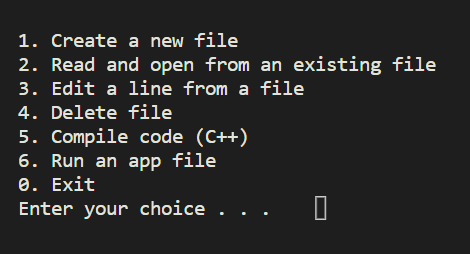 1. Create a new file
2. Read and open from an existing file
3. Edit a line from a file
4. Delete file
5. Compile code (C++)
6. Run an app file
0. Exit
Enter your choice . . .